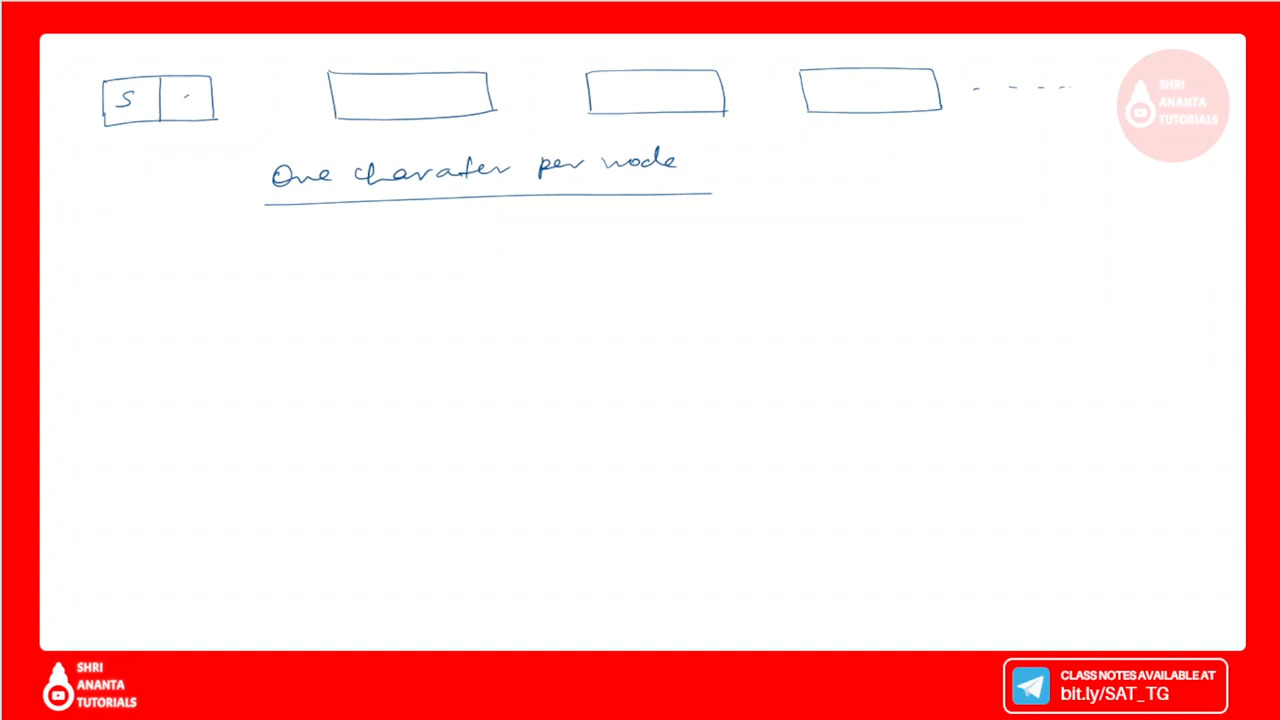 S
One charater per node
SHRI
ANANTA
TUTORIALS
SHRI
ANANTA
TUTORIALS
CLASS NOTES AVAILABLE AT
bit.ly/SAT_TG